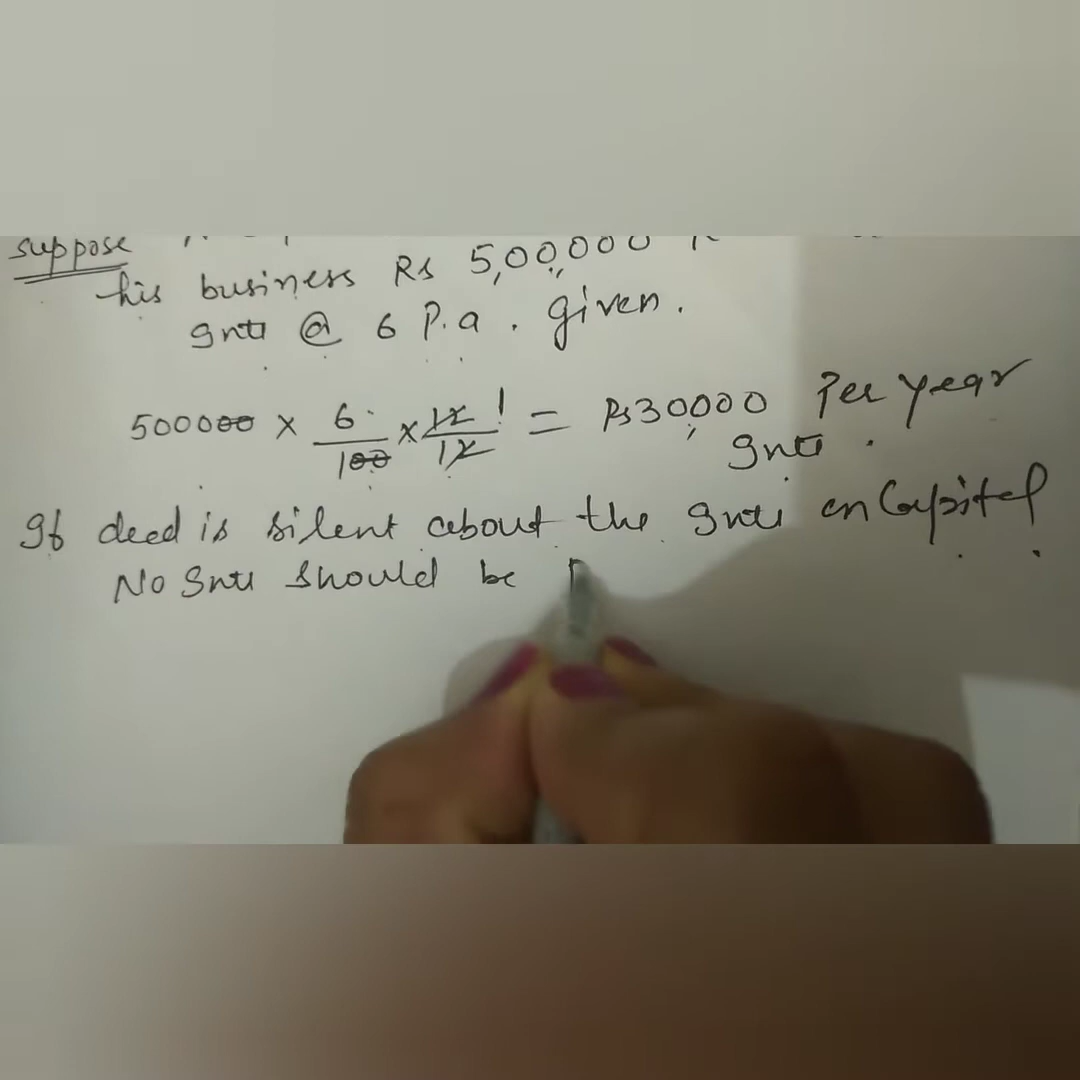 suppose
his business Rs 5,00,000
Intt @ 6 P.a. given.
500000 × 6/100 × 12/12 1 = Rs30000 Per year
Intt.
If deed is silent about the Intt on Capital
No Intt should be